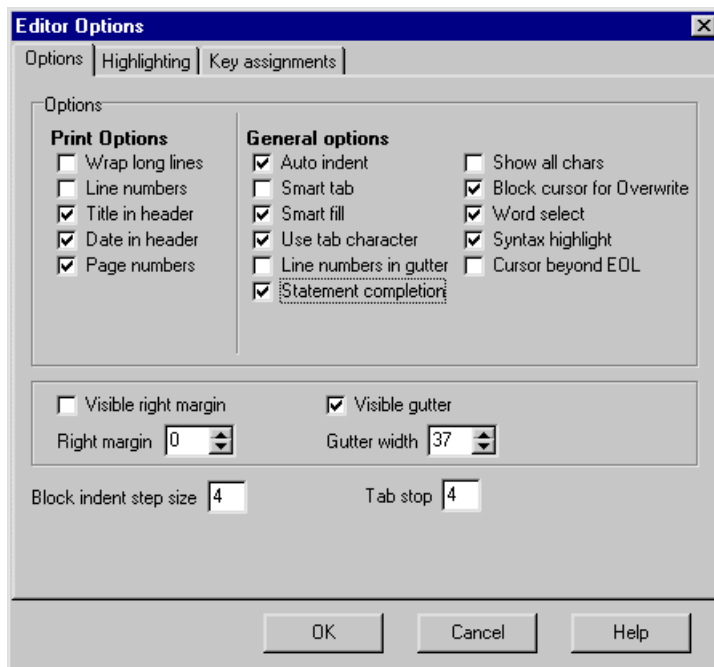 Editor Options
Options Highlighting Key assignments
Options
Print Options
Wrap long lines
Line numbers
Title in header
Date in header
Page numbers
General options
Auto indent
Smart tab
Smart fill
Use tab character
Line numbers in gutter
Statement completion
Show all chars
Block cursor for Overwrite
Word select
Syntax highlight
Cursor beyond EOL
Visible right margin
Visible gutter
Right margin 0
Gutter width 37
Block indent step size 4
Tab stop 4
OK Cancel Help